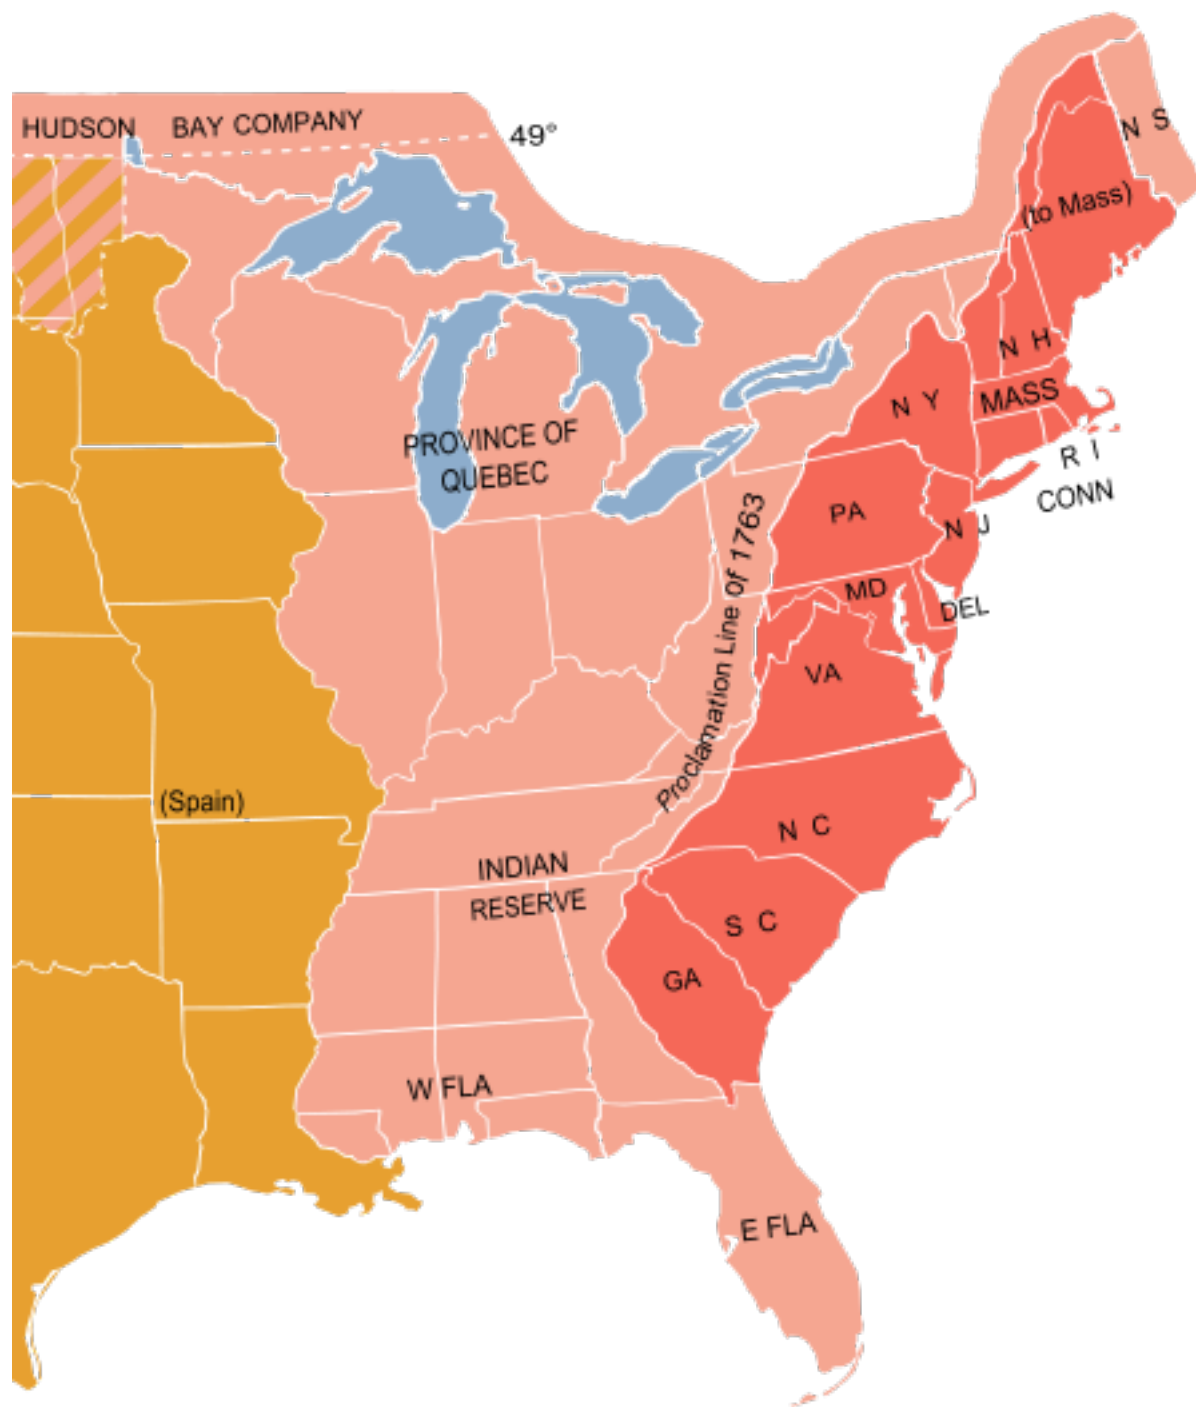 HUDSON BAY COMPANY
49°
N S
(to Mass)
N H
N Y
MASS
PROVINCE OF
QUEBEC
R I
CONN
PA
N J
Proclamation Line 0f 1763
MD
DEL
VA
(Spain)
N C
INDIAN
RESERVE
S C
GA
W FLA
E FLA